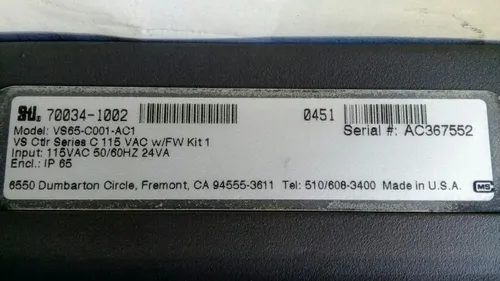 Sti. 70034-1002 0451
Model: VS65-C001-AC1 Serial #: AC367552
VS Ctlr Series C 115 VAC w/FW Kit 1
Input: 115VAC 50/60HZ 24VA
Encl.: IP 65
6550 Dumbarton Circle, Fremont, CA 94555-3611 Tel: 510/608-3400 Made in U.S.A. MS